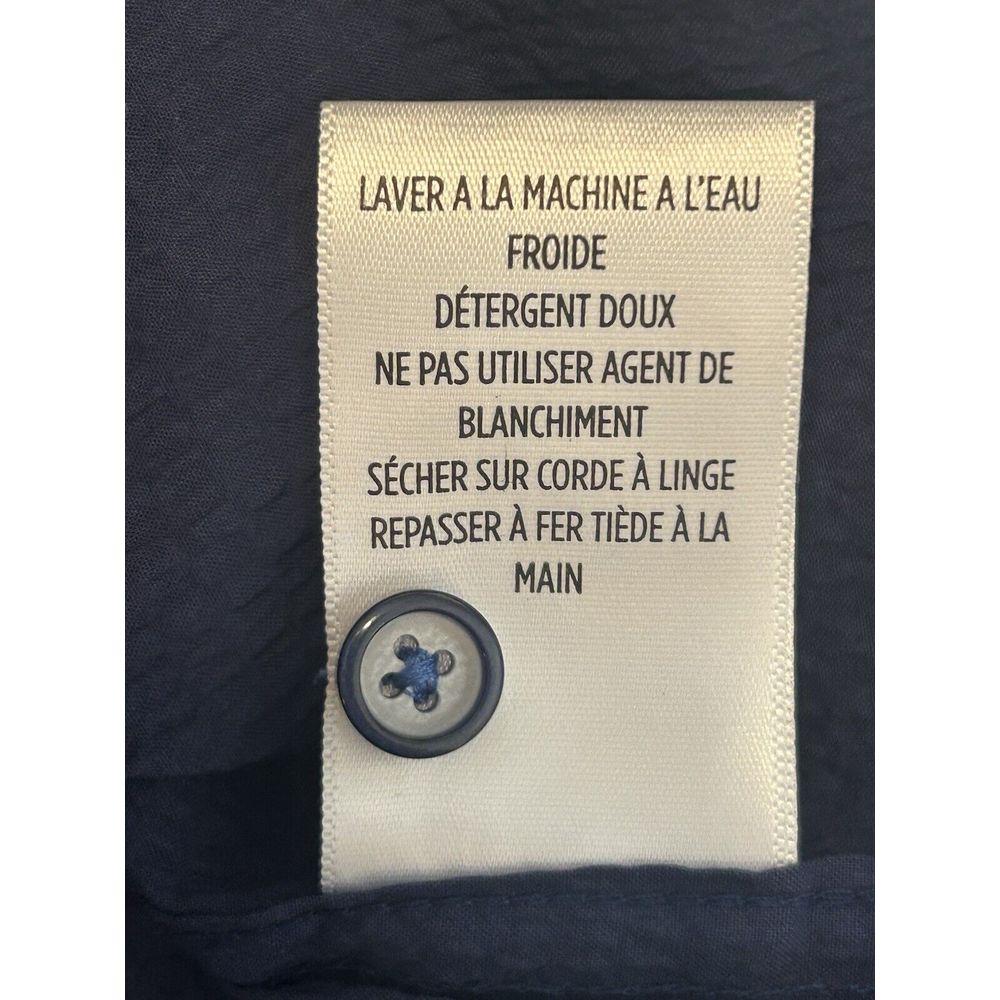 LAVER A LA MACHINE A L'EAU
FROIDE
DÉTERGENT DOUX
NE PAS UTILISER AGENT DE
BLANCHIMENT
SÉCHER SUR CORDE À LINGE
REPASSER À FER TIÈDE À LA
MAIN